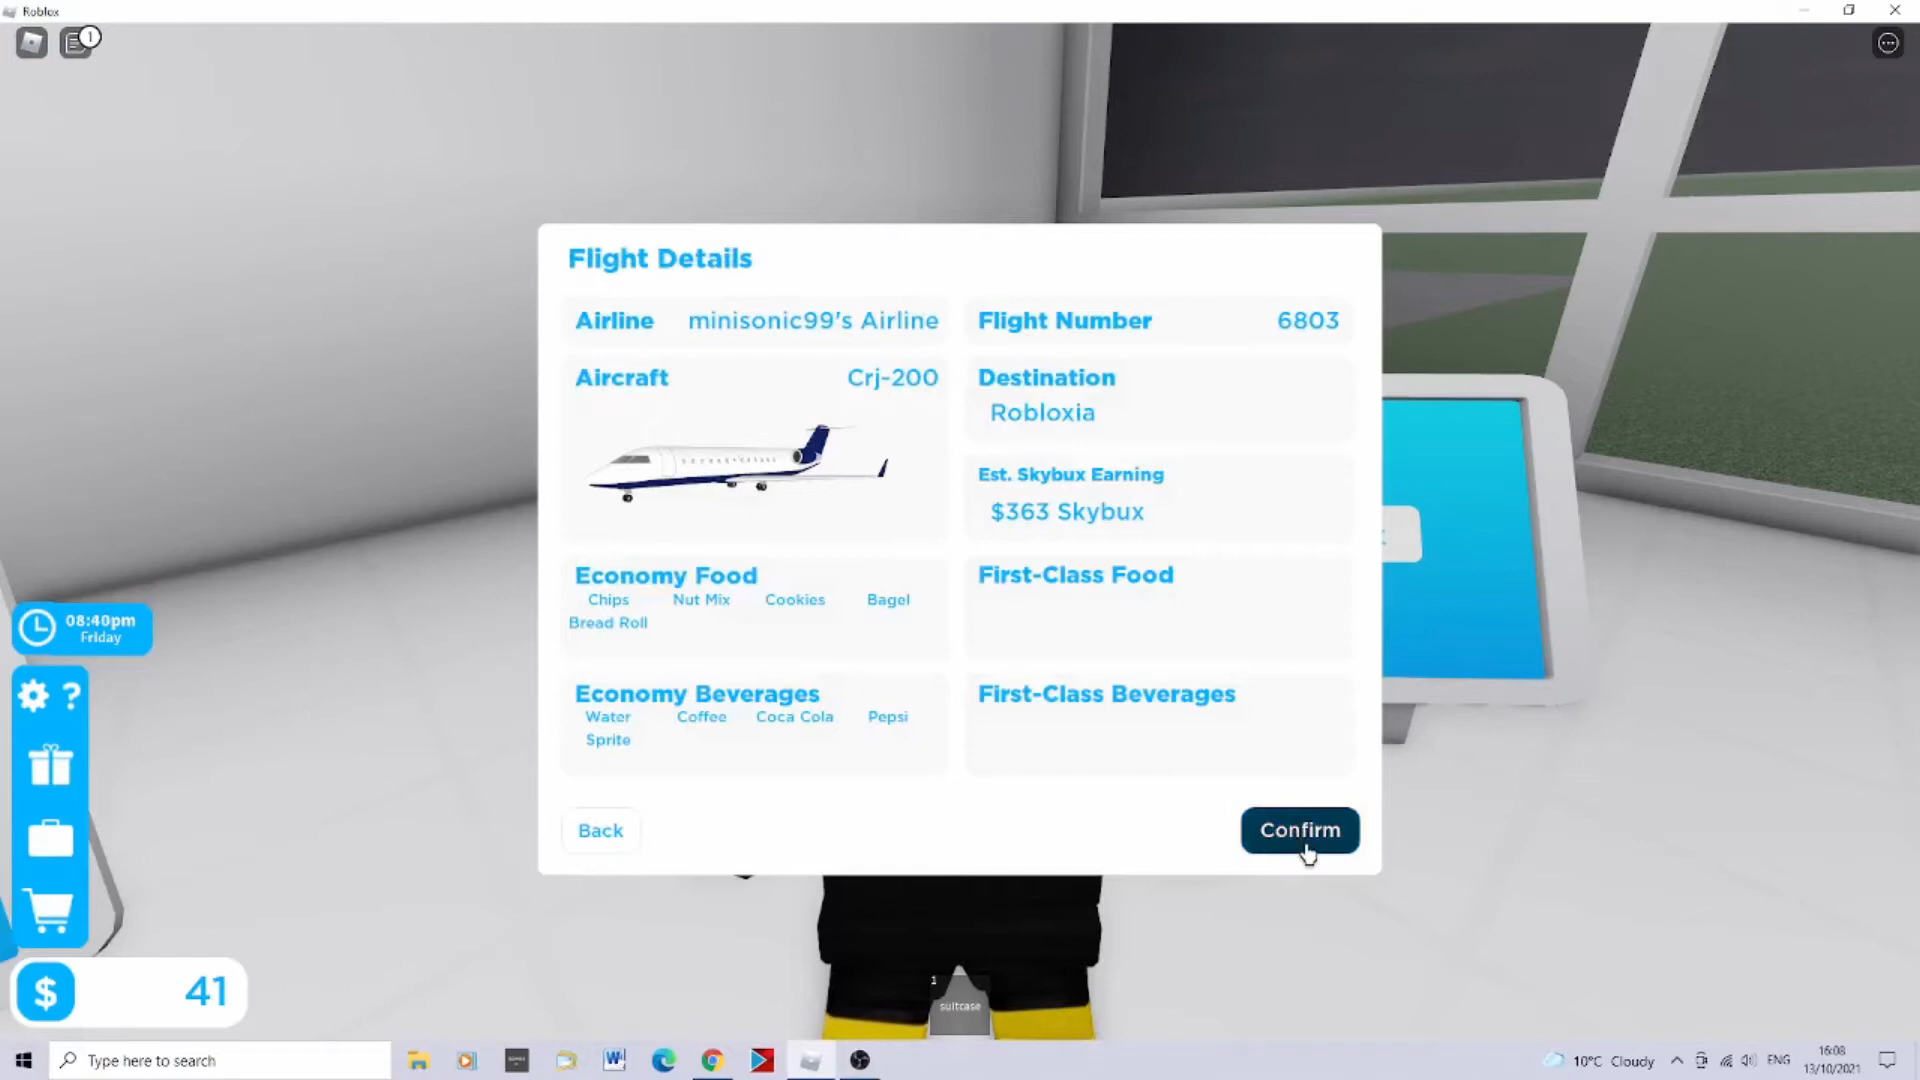 Roblox
1
Flight Details
Airline minisonic99's Airline
Flight Number 6803
Aircraft Crj-200
Destination
Robloxia
Est. Skybux Earning
$363 Skybux
Economy Food
Chips Nut Mix Cookies Bagel
Bread Roll
First-Class Food
Economy Beverages
Water Coffee Coca Cola Pepsi
Sprite
First-Class Beverages
Back
Confirm
08:40pm
Friday
?
$ 41
1
suitcase
Type here to search
10°C Cloudy
ENG
16:08
13/10/2021